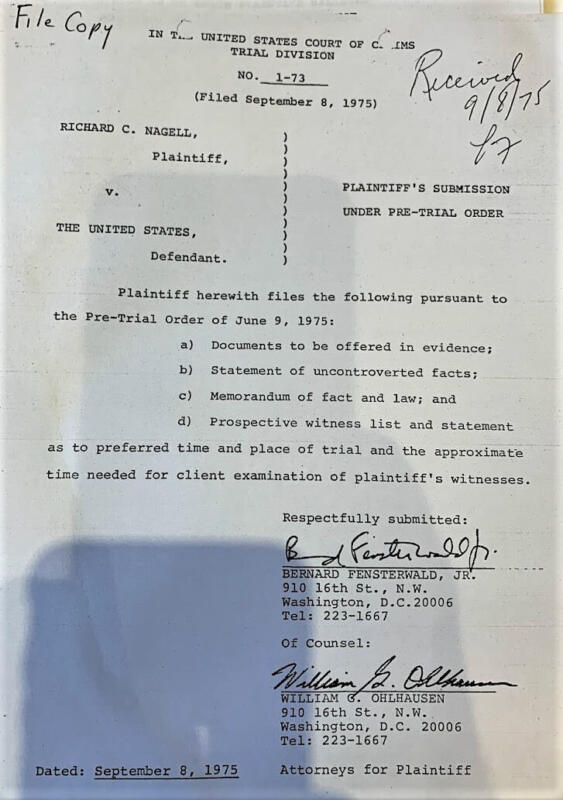 File Copy
IN T UNITED STATES COURT OF C IMS
TRIAL DIVISION
NO. 1-73
(Filed September 8, 1975)
Received
9/8/75
RICHARD C. NAGELL,
Plaintiff,
v.
THE UNITED STATES,
Defendant.
)
)
)
)
)
)
)
)
)
PLAINTIFF'S SUBMISSION
UNDER PRE-TRIAL ORDER
Plaintiff herewith files the following pursuant to
the Pre-Trial Order of June 9, 1975:
a) Documents to be offered in evidence;
b) Statement of uncontroverted facts;
c) Memorandum of fact and law; and
d) Prospective witness list and statement
as to preferred time and place of trial and the approximate
time needed for client examination of plaintiff's witnesses.
Respectfully submitted:
Bernard Fensterwald Jr.
BERNARD FENSTERWALD, JR.
910 16th St., N.W.
Washington, D.C.20006
Tel: 223-1667
Of Counsel:
William G. Ohlhausen
WILLIAM G. OHLHAUSEN
910 16th St., N.W.
Washington, D.C. 20006
Tel: 223-1667
Dated: September 8, 1975 Attorneys for Plaintiff